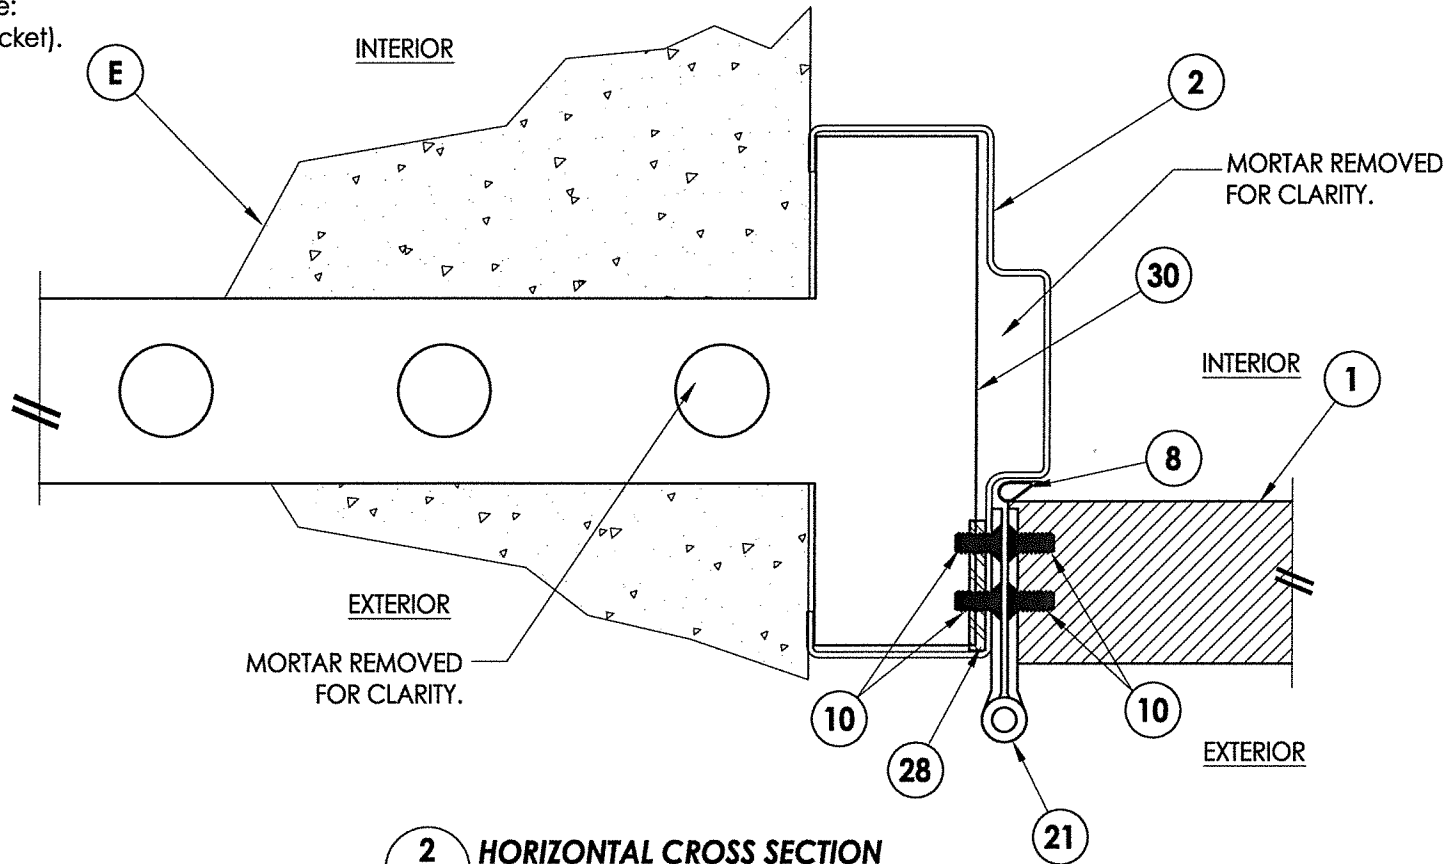 e:
cket).
INTERIOR
E
2
MORTAR REMOVED
FOR CLARITY.
30
INTERIOR
1
8
EXTERIOR
MORTAR REMOVED
FOR CLARITY.
10
10
28
EXTERIOR
21
2
HORIZONTAL CROSS SECTION